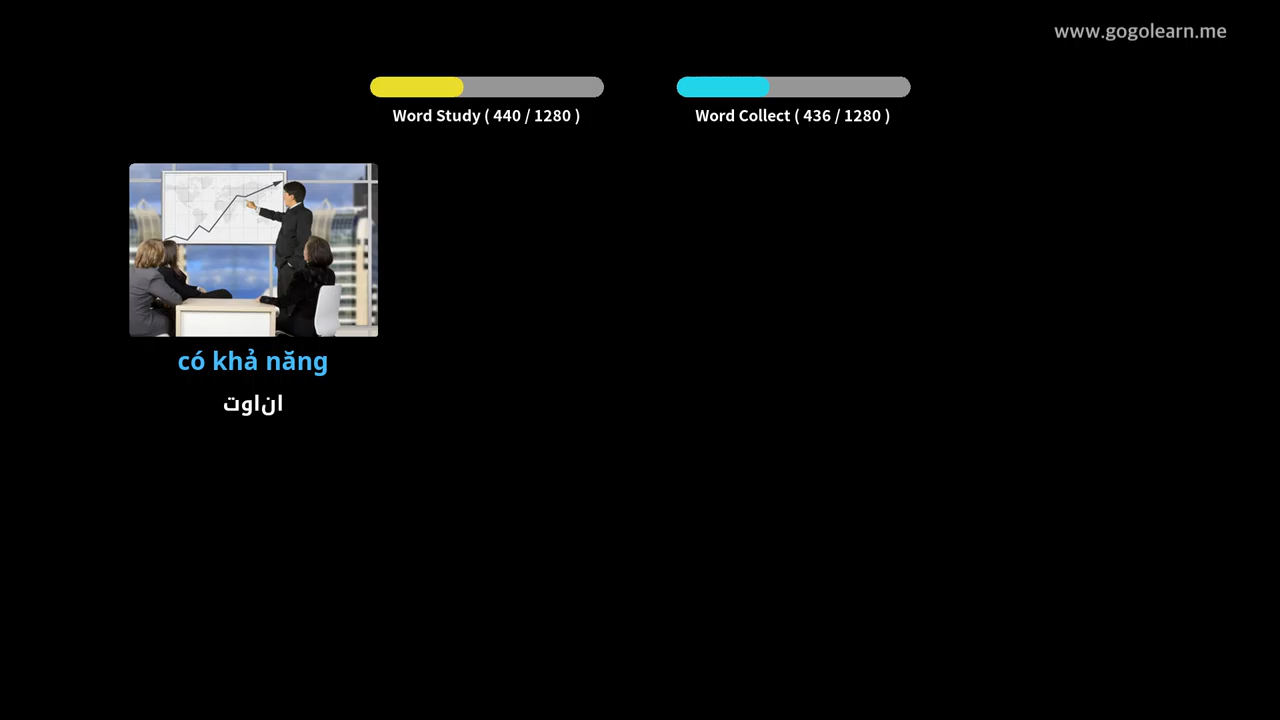 www.gogolearn.me
Word Study ( 440 / 1280 )
Word Collect ( 436 / 1280 )
có khả năng
اناوت